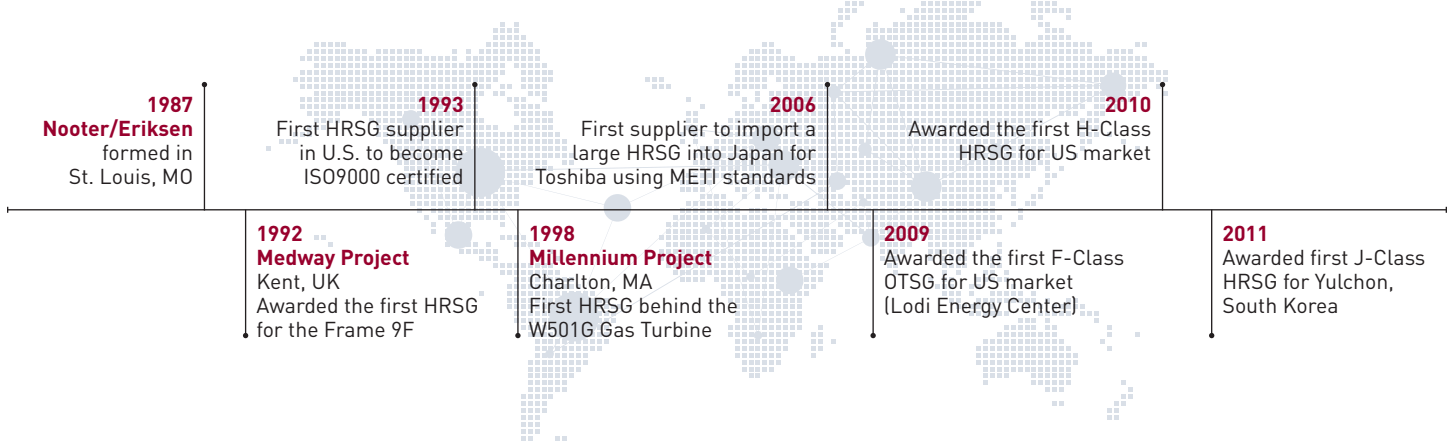 1987
Nooter/Eriksen
formed in
St. Louis, MO
1992
Medway Project
Kent, UK
Awarded the first HRSG
for the Frame 9F
1993
First HRSG supplier
in U.S. to become
ISO9000 certified
1998
Millennium Project
Charlton, MA
First HRSG behind the
W501G Gas Turbine
2006
First supplier to import a
large HRSG into Japan for
Toshiba using METI standards
2009
Awarded the first F-Class
OTSG for US market
(Lodi Energy Center)
2010
Awarded the first H-Class
HRSG for US market
2011
Awarded first J-Class
HRSG for Yulchon,
South Korea